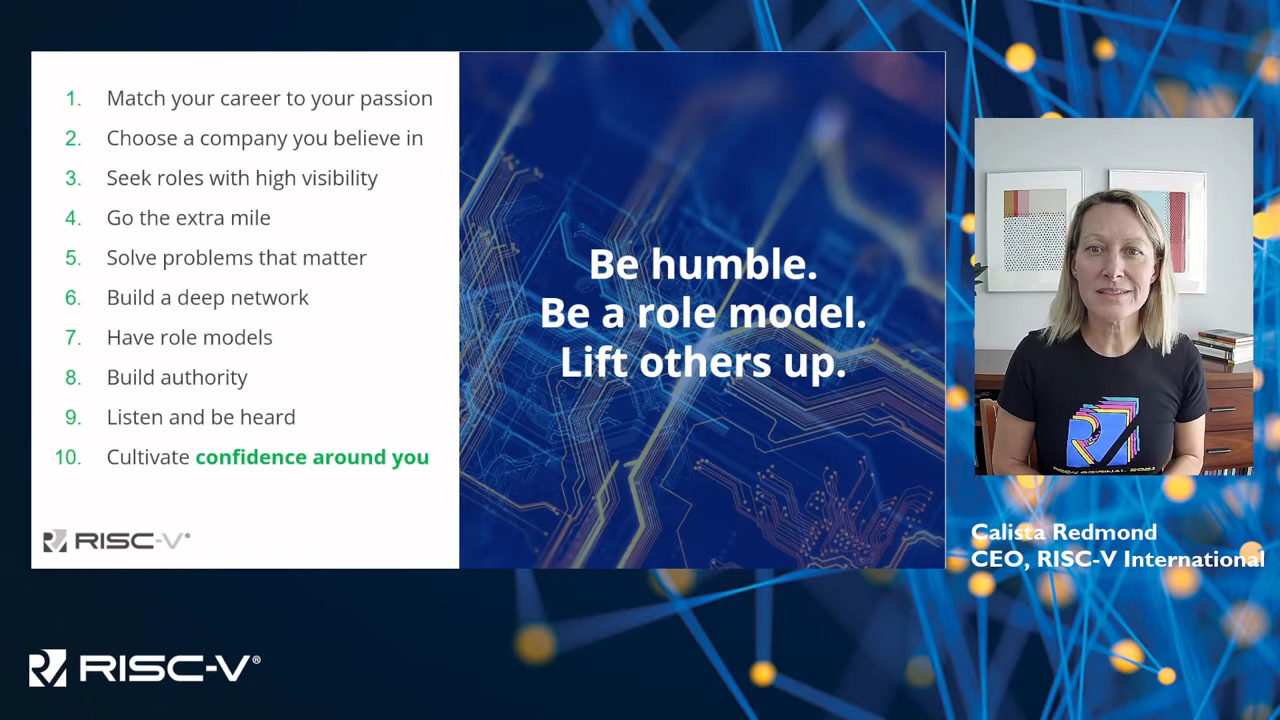 1. Match your career to your passion
2. Choose a company you believe in
3. Seek roles with high visibility
4. Go the extra mile
5. Solve problems that matter
6. Build a deep network
7. Have role models
8. Build authority
9. Listen and be heard
10. Cultivate confidence around you
RISC-V®
Be humble.
Be a role model.
Lift others up.
Calista Redmond
CEO, RISC-V International
RISC-V®